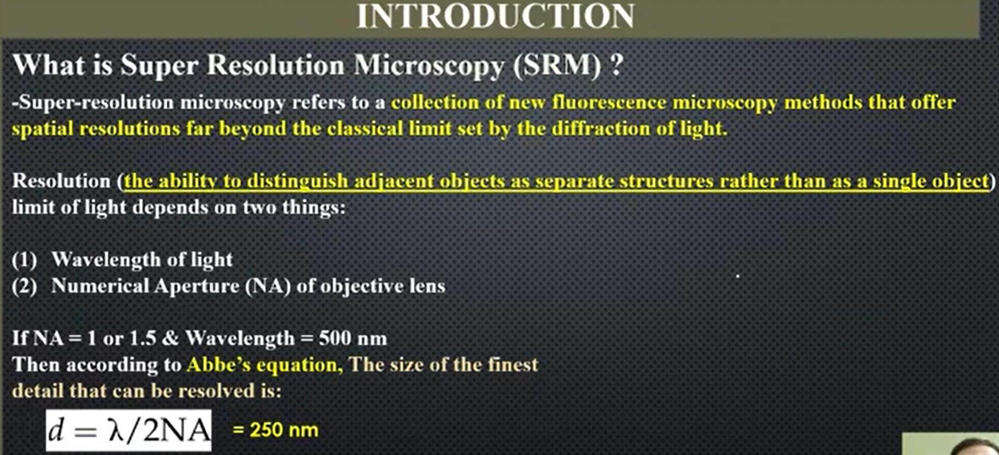 INTRODUCTION
What is Super Resolution Microscopy (SRM) ?
-Super-resolution microscopy refers to a collection of new fluorescence microscopy methods that offer
spatial resolutions far beyond the classical limit set by the diffraction of light.
Resolution (the ability to distinguish adjacent objects as separate structures rather than as a single object)
limit of light depends on two things:
(1) Wavelength of light
(2) Numerical Aperture (NA) of objective lens
If NA = 1 or 1.5 & Wavelength = 500 nm
Then according to Abbe's equation, The size of the finest
detail that can be resolved is:
d = λ/2NA = 250 nm